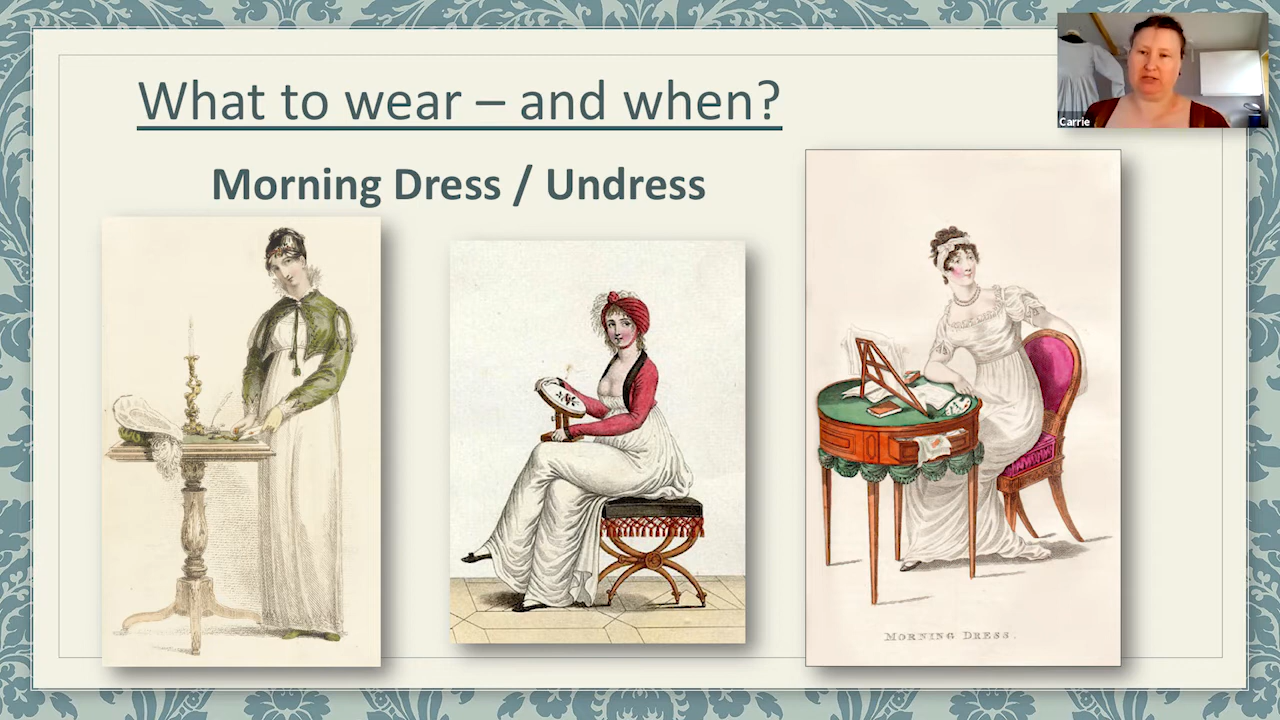 What to wear – and when?
Carrie
Morning Dress / Undress
MORNING DRESS.